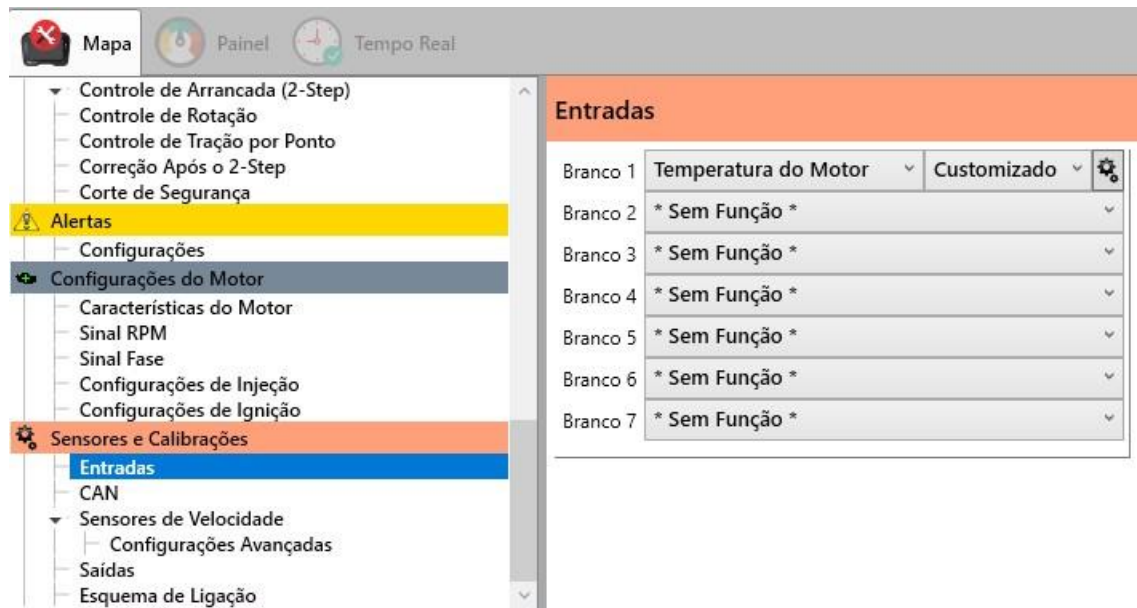 Mapa
Painel
Tempo Real
Controle de Arrancada (2-Step)
Controle de Rotação
Controle de Tração por Ponto
Correção Após o 2-Step
Corte de Segurança
Alertas
Configurações
Configurações do Motor
Características do Motor
Sinal RPM
Sinal Fase
Configurações de Injeção
Configurações de Ignição
Sensores e Calibrações
Entradas
CAN
Sensores de Velocidade
Configurações Avançadas
Saídas
Esquema de Ligação
Entradas
Branco 1 Temperatura do Motor Customizado
Branco 2 * Sem Função *
Branco 3 * Sem Função *
Branco 4 * Sem Função *
Branco 5 * Sem Função *
Branco 6 * Sem Função *
Branco 7 * Sem Função *